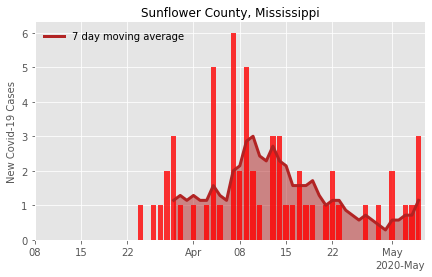 Sunflower County, Mississippi
7 day moving average
New Covid-19 Cases
6
5
4
3
2
1
0
08 15 22 Apr 08 15 22 May
2020-May